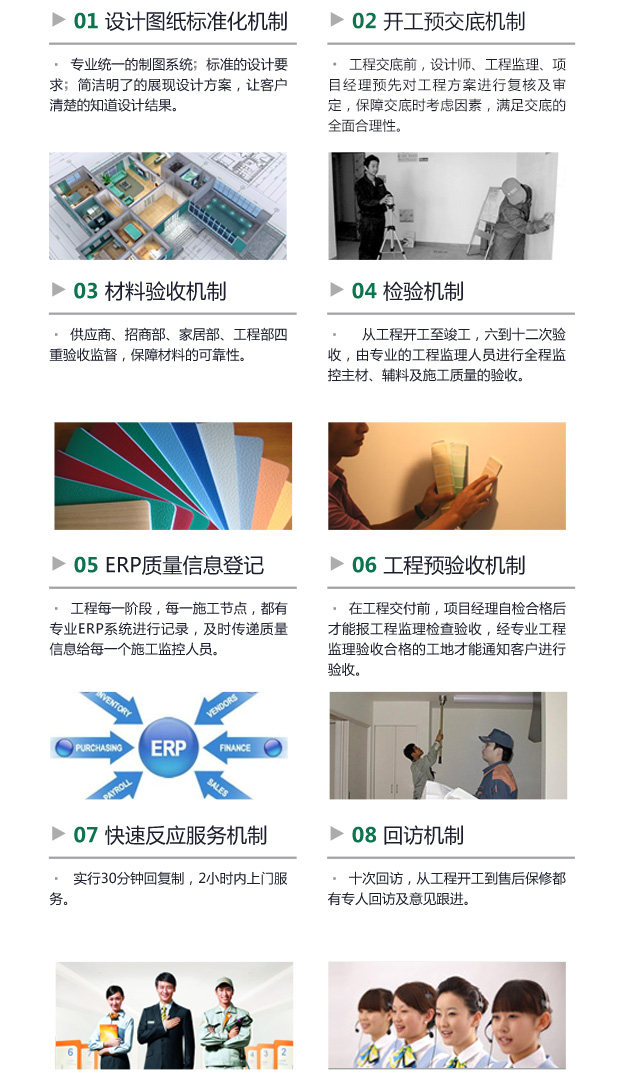 01 设计图纸标准化机制
· 专业统一的制图系统；标准的设计要
求；简洁明了的展现设计方案，让客户
清楚的知道设计结果。
02 开工预交底机制
· 工程交底前，设计师、工程监理、项
目经理预先对工程方案进行复核及审
定，保障交底时考虑因素，满足交底的
全面合理性。
03 材料验收机制
· 供应商、招商部、家居部、工程部四
重验收监督，保障材料的可靠性。
04 检验机制
· 从工程开工至竣工，六到十二次验
收，由专业的工程监理人员进行全程监
控主材、辅料及施工质量的验收。
05 ERP质量信息登记
· 工程每一阶段，每一施工节点，都有
专业ERP系统进行记录，及时传递质量
信息给每一个施工监控人员。
INVENTORY
VENDORS
PURCHASING
ERP
FINANCE
PAYROLL
SALES
06 工程预验收机制
· 在工程交付前，项目经理自检合格后
才能报工程监理检查验收，经专业工程
监理验收合格的工地才能通知客户进行
验收。
07 快速反应服务机制
· 实行30分钟回复制，2小时内上门服
务。
6
3
2
08 回访机制
· 十次回访，从工程开工到售后保修都
有专人回访及意见跟进。